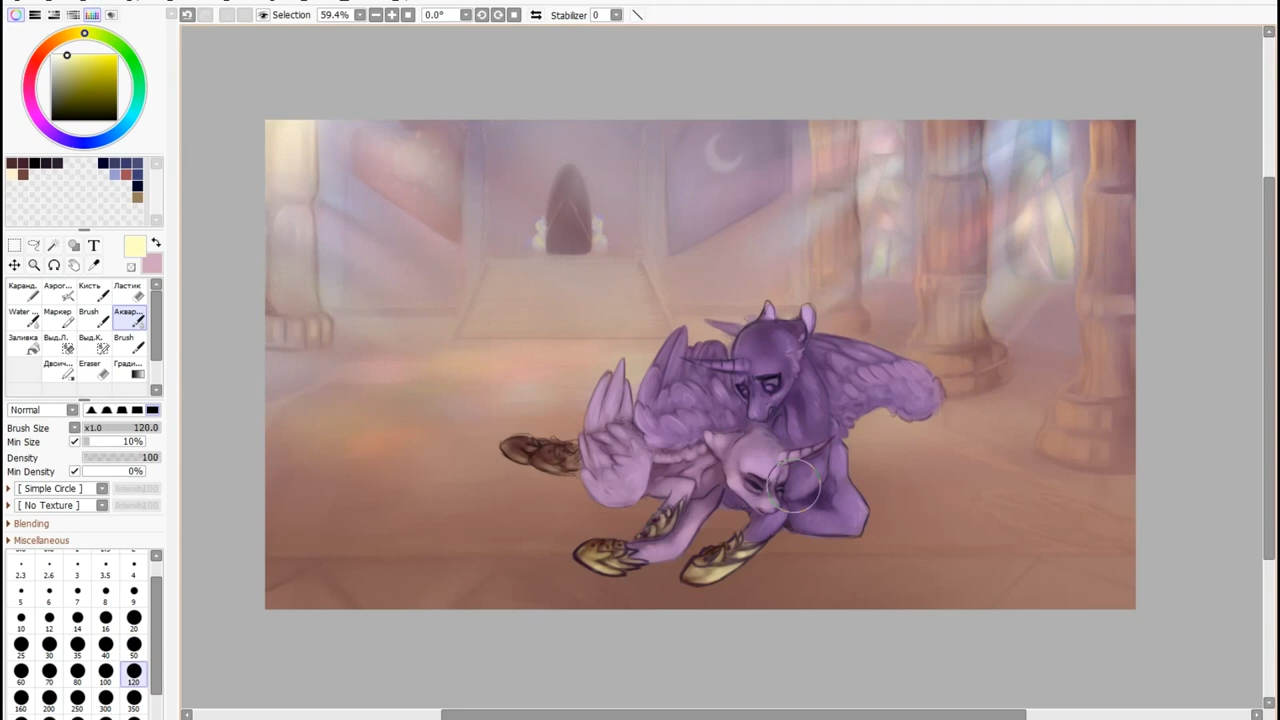 Selection 59.4% 0.0° Stabilizer 0
T
Каранд. Аэрог... Кисть Ластик
Water ... Маркер Brush Аквар...
Заливка Выд.Л. Выд.К. Brush
Двоич... Eraser Гради...
Normal
Brush Size x1.0 120.0
Min Size 10%
Density 100
Min Density 0%
[ Simple Circle ]
[ No Texture ]
Blending
Miscellaneous
2.3 2.6 3 3.5 4
5 6 7 8 9
10 12 14 16 20
25 30 35 40 50
60 70 80 100 120
160 200 250 300 350